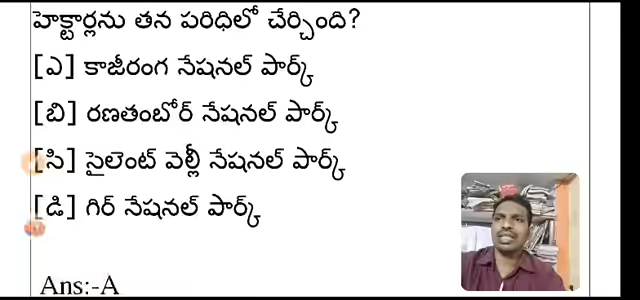 హెక్టార్లను తన పరిధిలో చేర్చింది?
[ఎ] కాజీరంగ నేషనల్ పార్క్
[బి] రణతంబోర్ నేషనల్ పార్క్
[సి] సైలెంట్ వెల్లీ నేషనల్ పార్క్
[డి] గిర్ నేషనల్ పార్క్
Ans:-A